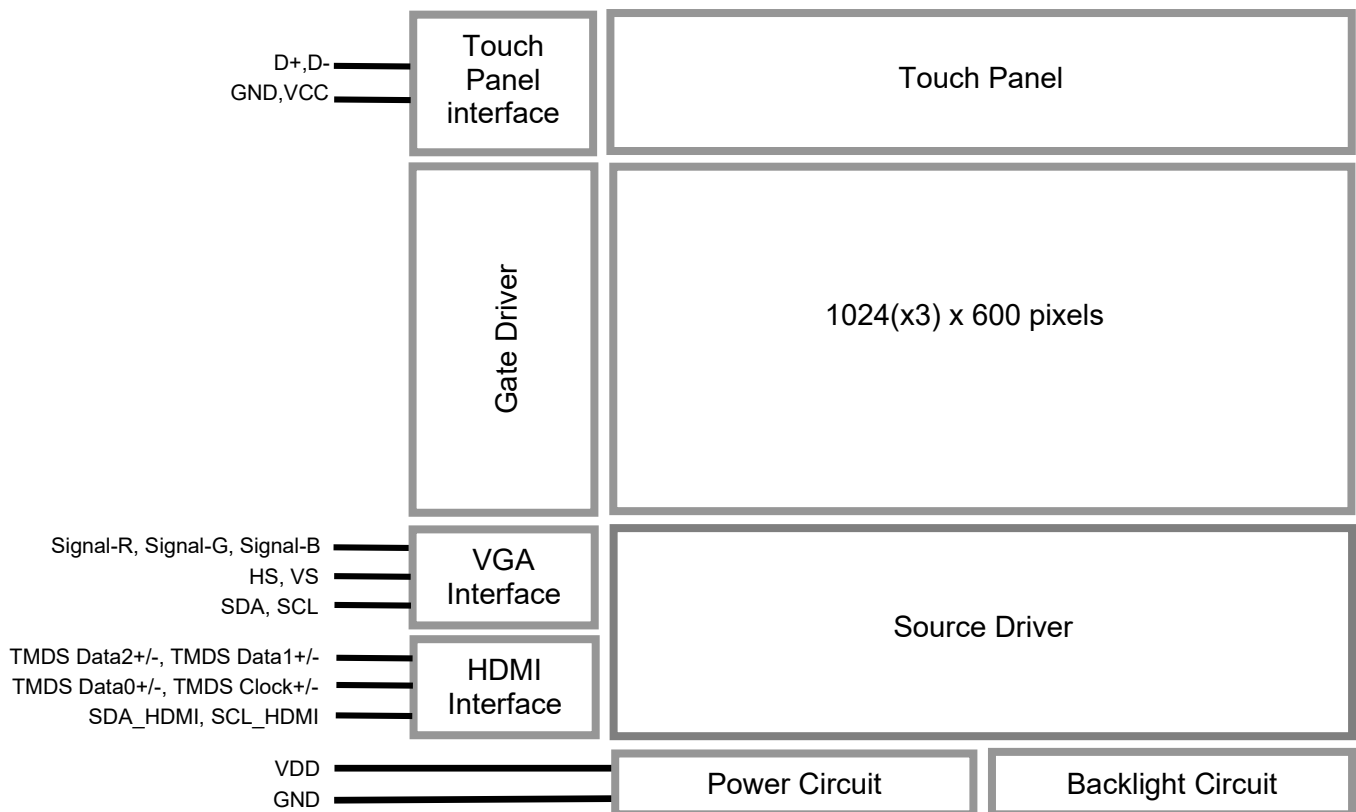 D+,D-
GND,VCC
Touch
Panel
interface
Touch Panel
Gate Driver
1024(x3) x 600 pixels
Signal-R, Signal-G, Signal-B
HS, VS
SDA, SCL
VGA
Interface
Source Driver
TMDS Data2+/-, TMDS Data1+/-
TMDS Data0+/-, TMDS Clock+/-
SDA_HDMI, SCL_HDMI
HDMI
Interface
VDD
GND
Power Circuit
Backlight Circuit